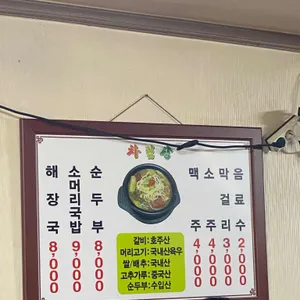 차림상
해장국 8,000
소머리국밥 9,000
순두부 8,000
갈비:호주산
머리고기:국내산육우
쌀/배추:국내산
고추가루:중국산
순두부:수입산
맥주 4,000
소주 4,000
막걸리 3,000
음료수 2,000